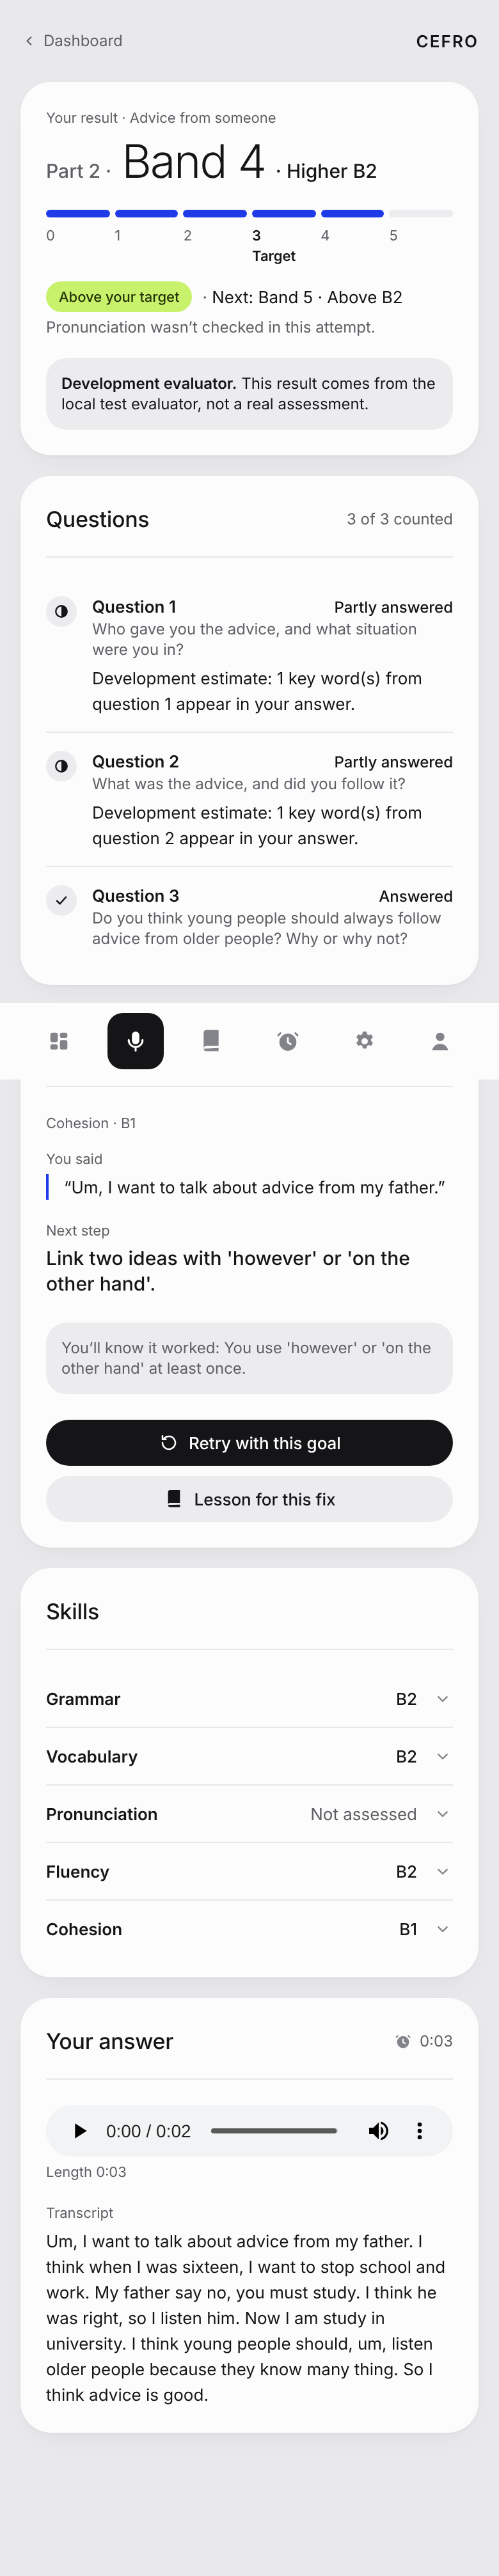 Dashboard
CEFRO
Your result · Advice from someone
Part 2 · Band 4 · Higher B2
0 1 2 3 4 5
Target
Above your target · Next: Band 5 · Above B2
Pronunciation wasn’t checked in this attempt.
Development evaluator. This result comes from the
local test evaluator, not a real assessment.
Questions
3 of 3 counted
Question 1
Partly answered
Who gave you the advice, and what situation
were you in?
Development estimate: 1 key word(s) from
question 1 appear in your answer.
Question 2
Partly answered
What was the advice, and did you follow it?
Development estimate: 1 key word(s) from
question 2 appear in your answer.
Question 3
Answered
Do you think young people should always follow
advice from older people? Why or why not?
Cohesion · B1
You said
“Um, I want to talk about advice from my father.”
Next step
Link two ideas with 'however' or 'on the
other hand'.
You’ll know it worked: You use 'however' or 'on the
other hand' at least once.
Retry with this goal
Lesson for this fix
Skills
Grammar
B2
Vocabulary
B2
Pronunciation
Not assessed
Fluency
B2
Cohesion
B1
Your answer
0:03
0:00 / 0:02
Length 0:03
Transcript
Um, I want to talk about advice from my father. I
think when I was sixteen, I want to stop school and
work. My father say no, you must study. I think he
was right, so I listen him. Now I am study in
university. I think young people should, um, listen
older people because they know many thing. So I
think advice is good.